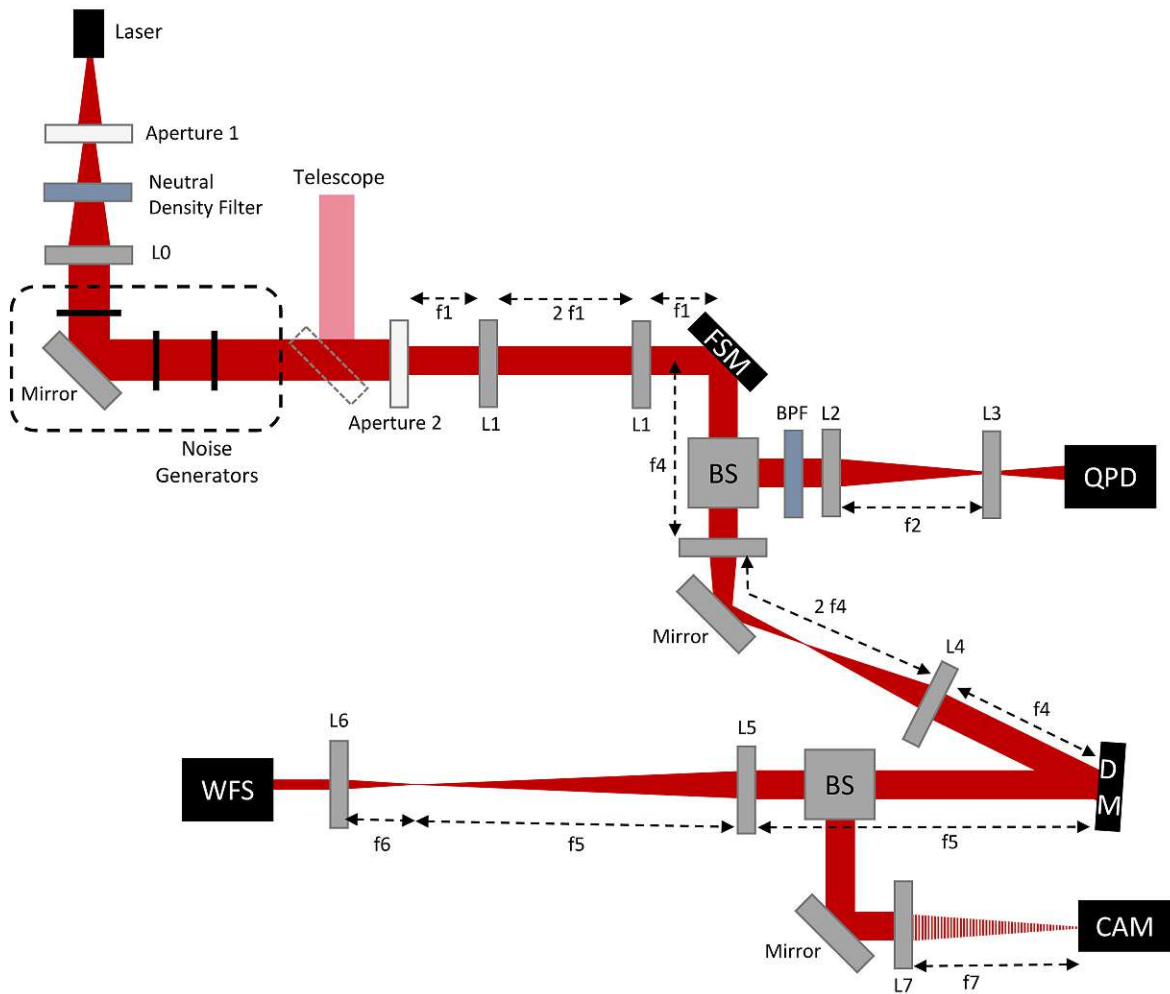 Laser
Aperture 1
Neutral
Density Filter
L0
Telescope
Mirror
Noise
Generators
Aperture 2
f1
2 f1
f1
L1
L1
FSM
f4
BS
BPF
L2
L3
QPD
f2
Mirror
2 f4
L4
f4
D
M
WFS
L6
L5
BS
f6
f5
f5
Mirror
L7
CAM
f7